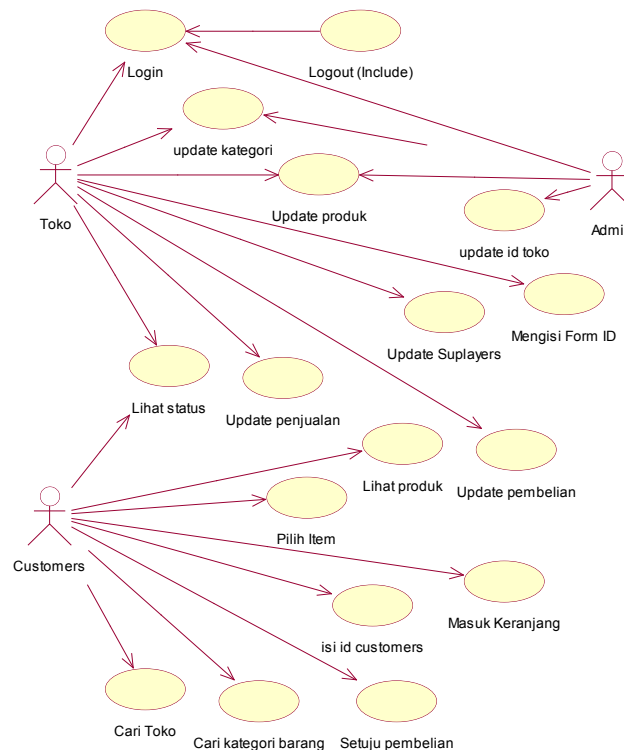 Login
Logout (Include)
update kategori
Toko
Update produk
Admi
update id toko
Mengisi Form ID
Update Suplayers
Lihat status
Update penjualan
Lihat produk
Update pembelian
Pilih Item
Customers
Masuk Keranjang
isi id customers
Cari Toko
Cari kategori barang
Setuju pembelian